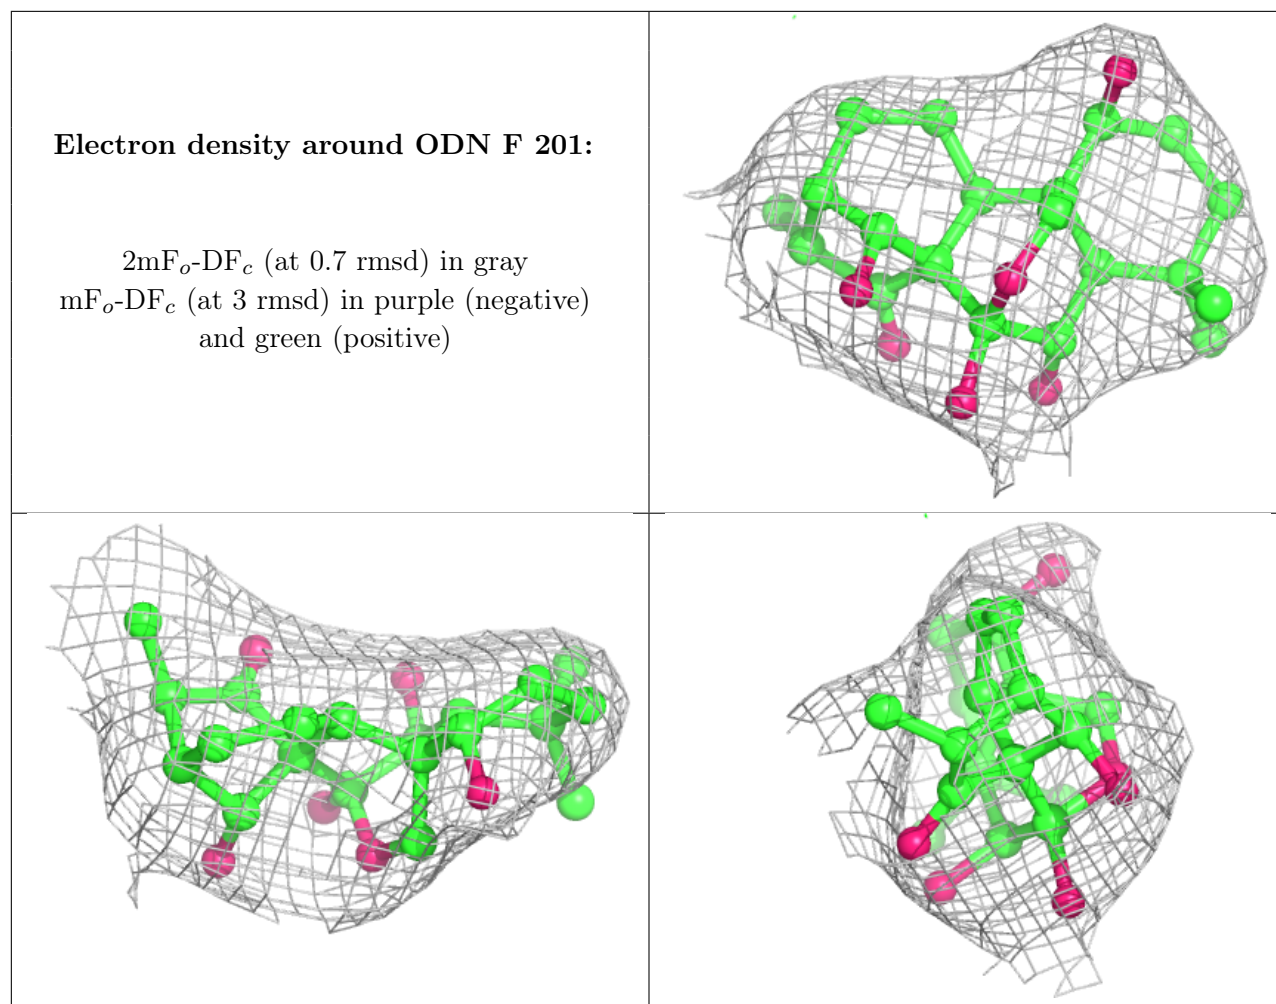 Electron density around ODN F 201:
2mFₒ-DF𝒸 (at 0.7 rmsd) in gray
mFₒ-DF𝒸 (at 3 rmsd) in purple (negative)
and green (positive)